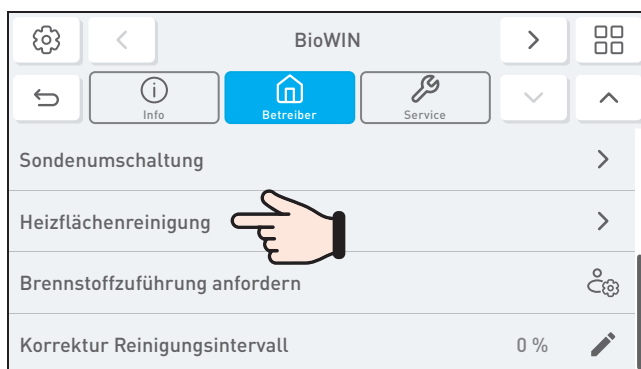 BioWIN
Info
Betreiber
Service
Sondenumschaltung
Heizflächenreinigung
Brennstoffzuführung anfordern
Korrektur Reinigungsintervall 0 %